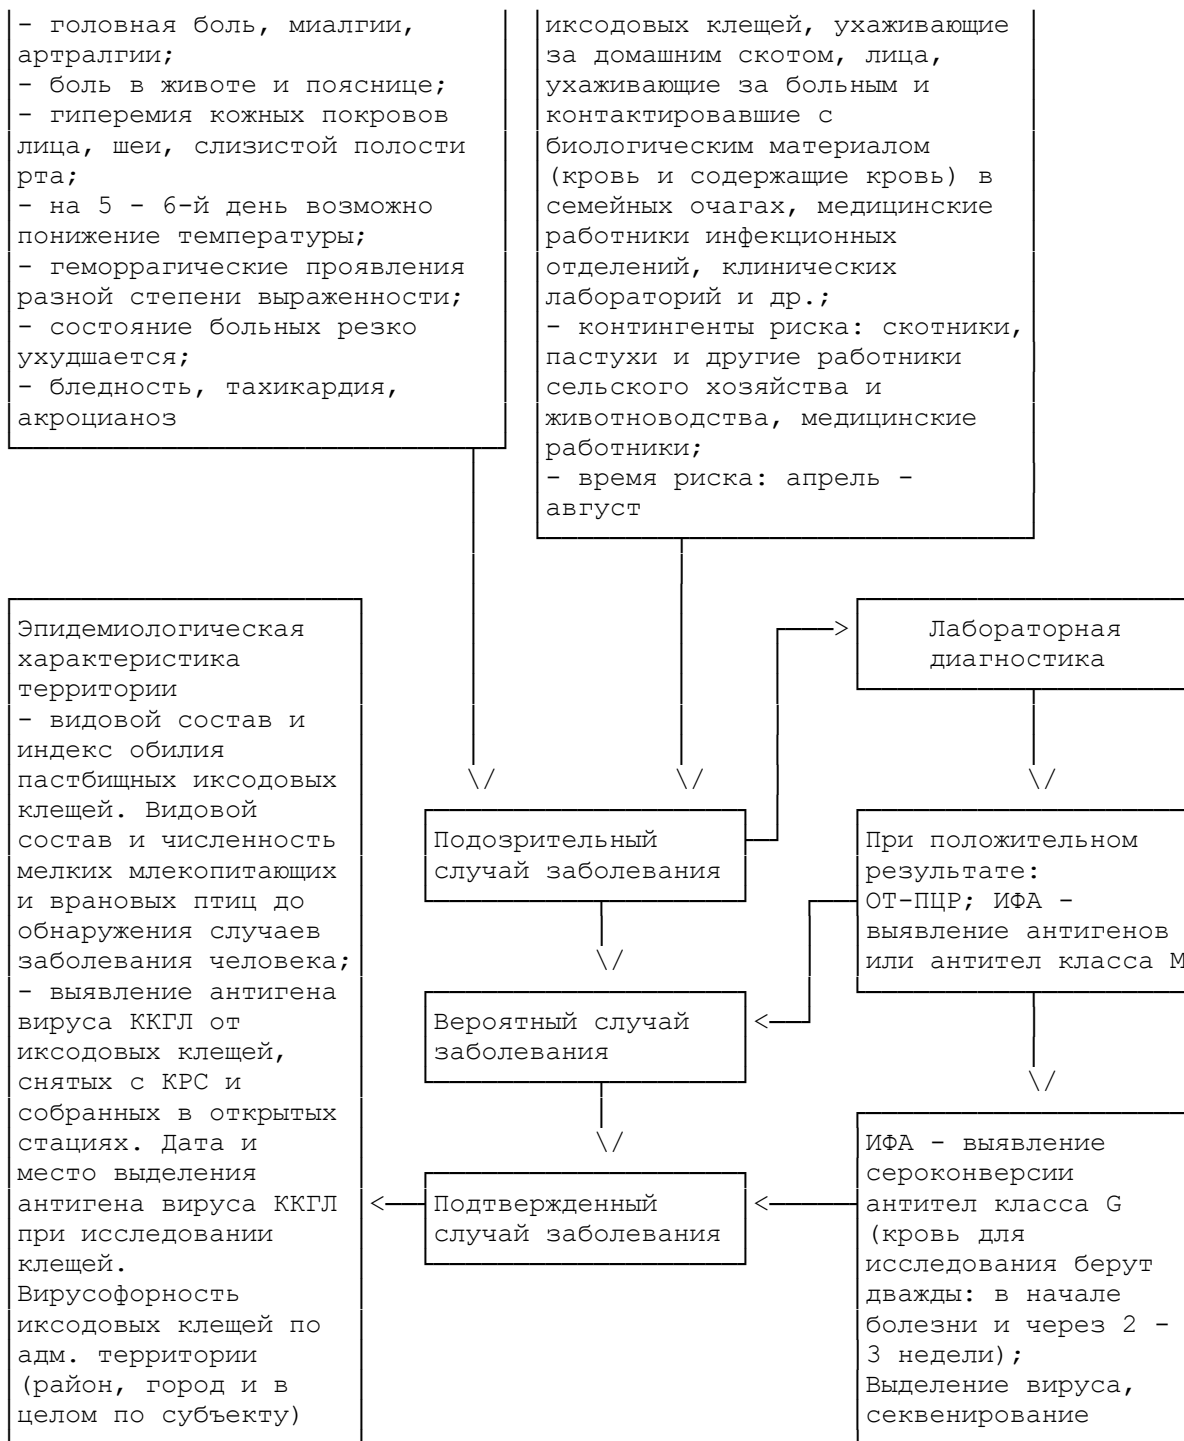 - головная боль, миалгии,
артралгии;
- боль в животе и пояснице;
- гиперемия кожных покровов
лица, шеи, слизистой полости
рта;
- на 5 - 6-й день возможно
понижение температуры;
- геморрагические проявления
разной степени выраженности;
- состояние больных резко
ухудшается;
- бледность, тахикардия,
акроцианоз
иксодовых клещей, ухаживающие
за домашним скотом, лица,
ухаживающие за больным и
контактировавшие с
биологическим материалом
(кровь и содержащие кровь) в
семейных очагах, медицинские
работники инфекционных
отделений, клинических
лабораторий и др.;
- контингенты риска: скотники,
пастухи и другие работники
сельского хозяйства и
животноводства, медицинские
работники;
- время риска: апрель -
август
Эпидемиологическая
характеристика
территории
- видовой состав и
индекс обилия
пастбищных иксодовых
клещей. Видовой
состав и численность
мелких млекопитающих
и врановых птиц до
обнаружения случаев
заболевания человека;
- выявление антигена
вируса ККГЛ от
иксодовых клещей,
снятых с КРС и
собранных в открытых
стациях. Дата и
место выделения
антигена вируса ККГЛ
при исследовании
клещей.
Вирусофорность
иксодовых клещей по
адм. территории
(район, город и в
целом по субъекту)
Подозрительный
случай заболевания
Вероятный случай
заболевания
Подтвержденный
случай заболевания
Лабораторная
диагностика
При положительном
результате:
ОТ-ПЦР; ИФА -
выявление антигенов
или антител класса M
ИФА - выявление
сероконверсии
антител класса G
(кровь для
исследования берут
дважды: в начале
болезни и через 2 -
3 недели);
Выделение вируса,
секвенирование